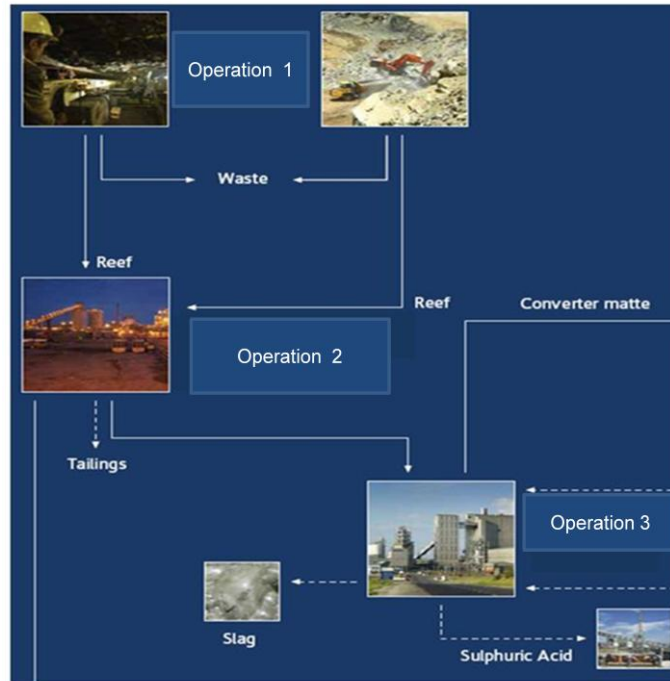 Operation 1
Waste
Reef
Reef
Converter matte
Operation 2
Tailings
Operation 3
Slag
Sulphuric Acid